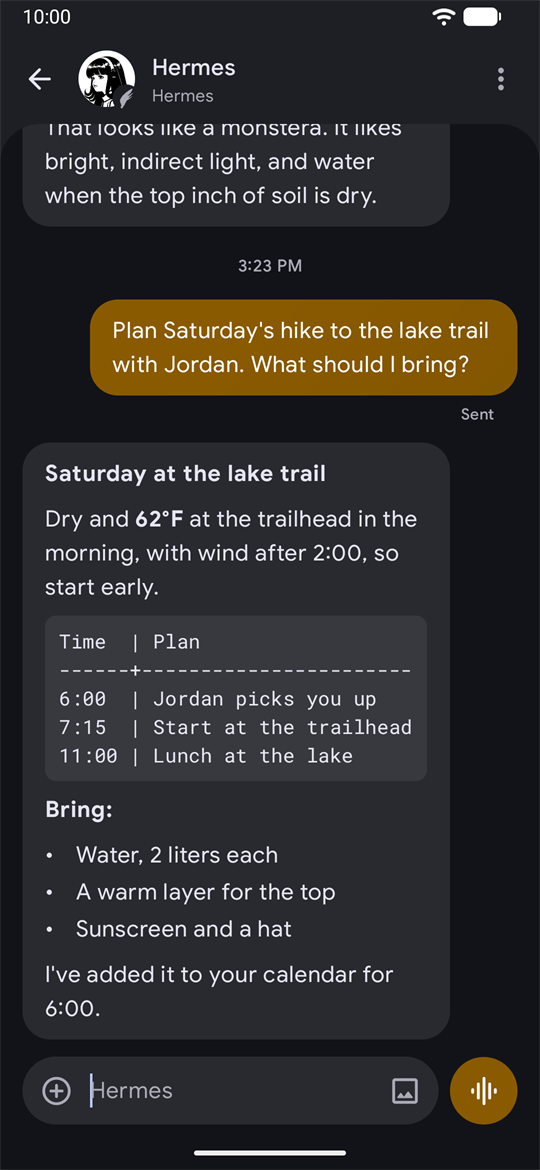 10:00
Hermes
Hermes
That looks like a monstera. It likes
bright, indirect light, and water
when the top inch of soil is dry.
3:23 PM
Plan Saturday's hike to the lake trail
with Jordan. What should I bring?
Sent
Saturday at the lake trail
Dry and 62°F at the trailhead in the
morning, with wind after 2:00, so
start early.
Time | Plan
------+-----------------------
6:00 | Jordan picks you up
7:15 | Start at the trailhead
11:00 | Lunch at the lake
Bring:
• Water, 2 liters each
• A warm layer for the top
• Sunscreen and a hat
I've added it to your calendar for
6:00.
Hermes